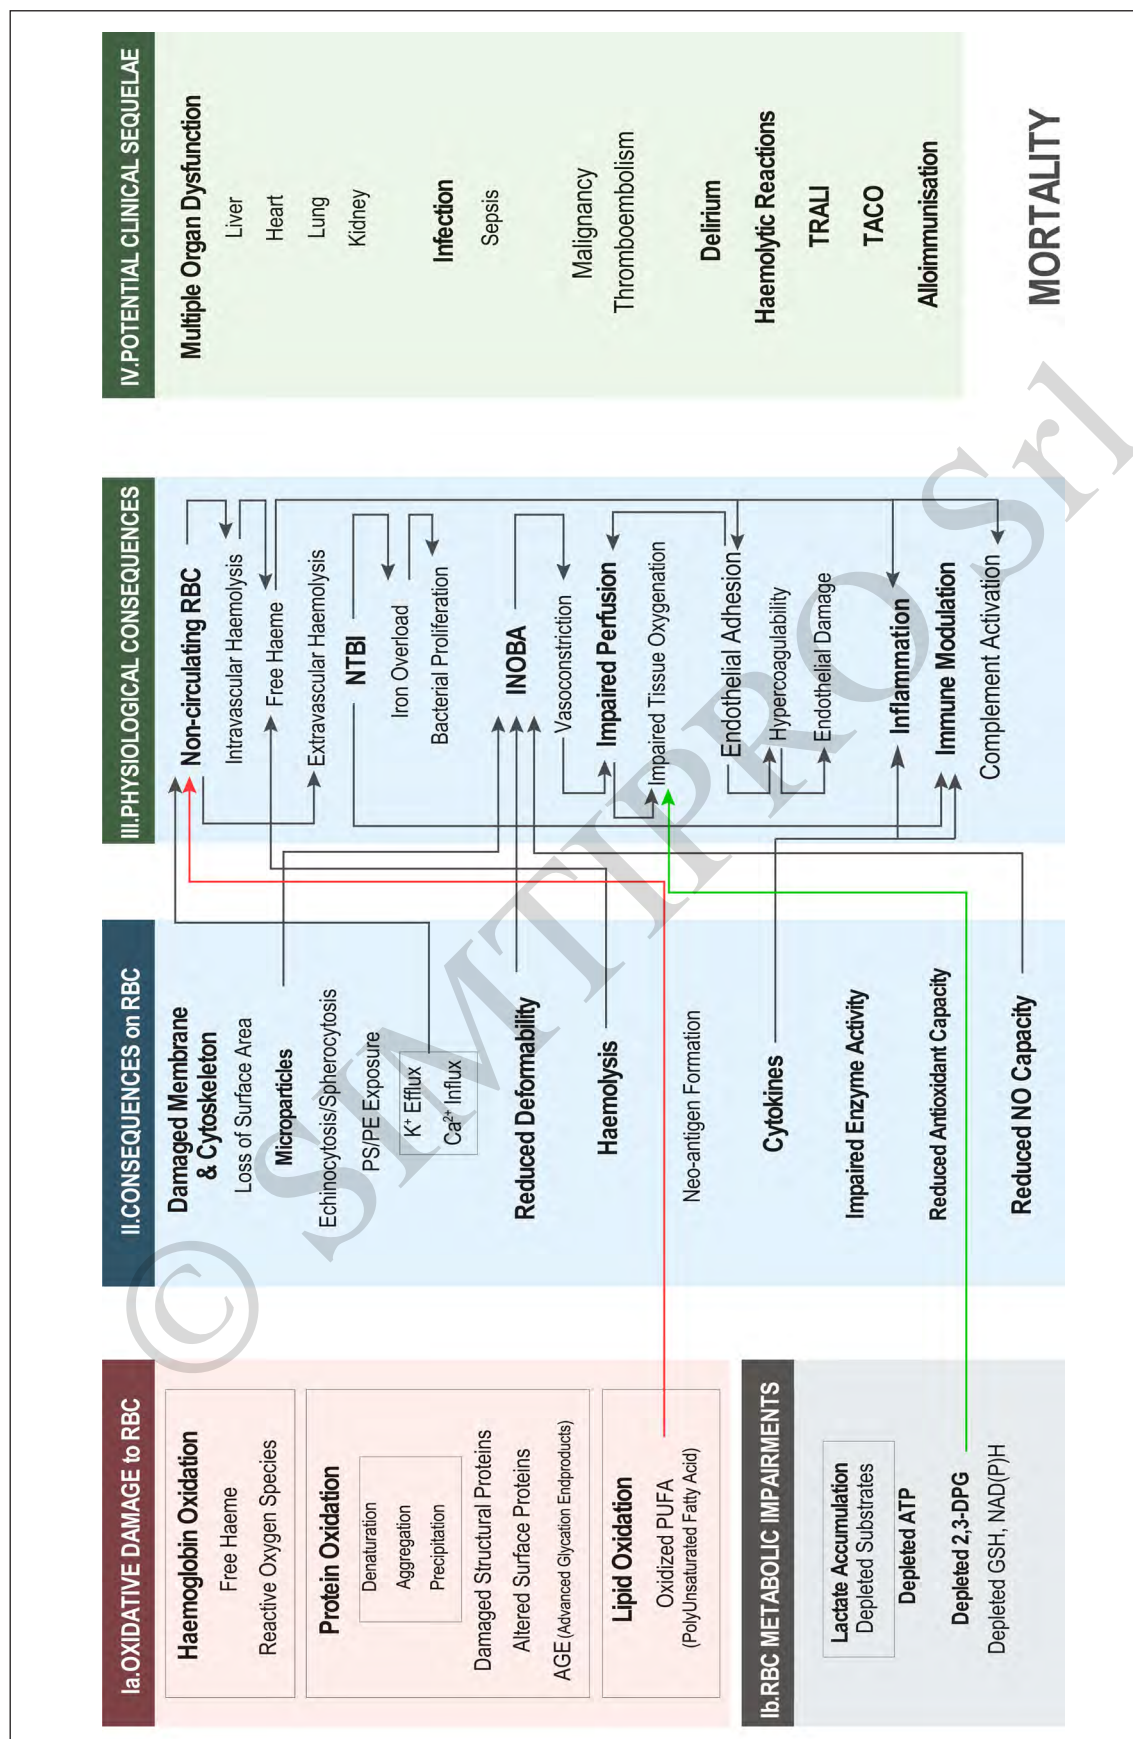 Ia.OXIDATIVE DAMAGE to RBC
Haemoglobin Oxidation
Free Haeme
Reactive Oxygen Species
Protein Oxidation
Denaturation
Aggregation
Precipitation
Damaged Structural Proteins
Altered Surface Proteins
AGE (Advanced Glycation Endproducts)
Lipid Oxidation
Oxidized PUFA
(PolyUnsaturated Fatty Acid)
Ib.RBC METABOLIC IMPAIRMENTS
Lactate Accumulation
Depleted Substrates
Depleted ATP
Depleted 2,3-DPG
Depleted GSH, NAD(P)H
II.CONSEQUENCES on RBC
Damaged Membrane
& Cytoskeleton
Loss of Surface Area
Microparticles
Echinocytosis/Spherocytosis
PS/PE Exposure
K⁺ Efflux
Ca²⁺ Influx
Reduced Deformability
Haemolysis
Neo-antigen Formation
Cytokines
Impaired Enzyme Activity
Reduced Antioxidant Capacity
Reduced NO Capacity
III.PHYSIOLOGICAL CONSEQUENCES
Non-circulating RBC
Intravascular Haemolysis
Free Haeme
Extravascular Haemolysis
NTBI
Iron Overload
Bacterial Proliferation
INOBA
Vasoconstriction
Impaired Perfusion
Impaired Tissue Oxygenation
Endothelial Adhesion
Hypercoagulability
Endothelial Damage
Inflammation
Immune Modulation
Complement Activation
IV.POTENTIAL CLINICAL SEQUELAE
Multiple Organ Dysfunction
Liver
Heart
Lung
Kidney
Infection
Sepsis
Malignancy
Thromboembolism
Delirium
Haemolytic Reactions
TRALI
TACO
Alloimmunisation
MORTALITY
© SIMTIPRO Srl